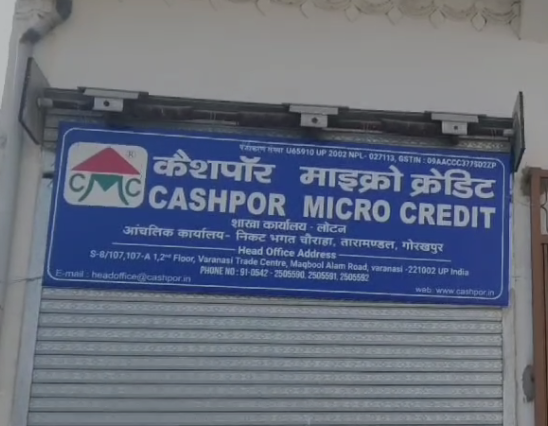 पंजीकरण संख्या U65910 UP 2002 NPL- 027113, GSTIN : 09AACCC3775D2ZP
कैशपॉर माइक्रो क्रेडिट
CMC ®
CASHPOR MICRO CREDIT
शाखा कार्यालय - लोटन
आंचलिक कार्यालय- निकट भगत चौराहा, तारामण्डल, गोरखपुर
Head Office Address
S-8/107,107-A 1,2nd Floor, Varanasi Trade Centre, Maqbool Alam Road, varanasi -221002 UP India
PHONE NO : 91-0542 - 2505590, 2505591, 2505592
E-mail : headoffice@cashpor.in
web: www.cashpor.in